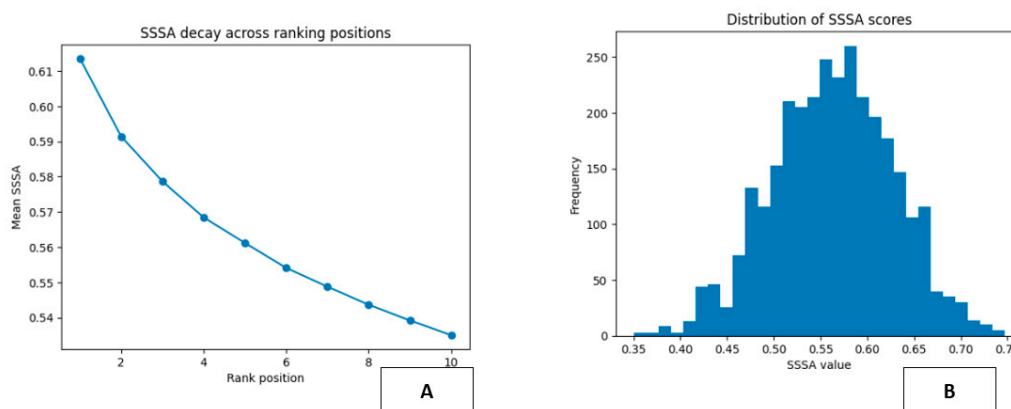 SSSA decay across ranking positions
0.61
0.60
0.59
0.58
0.57
0.56
0.55
0.54
Mean SSSA
2 4 6 8 10
Rank position
A
Distribution of SSSA scores
250
200
150
100
50
0
Frequency
0.35 0.40 0.45 0.50 0.55 0.60 0.65 0.70 0.7
SSSA value
B